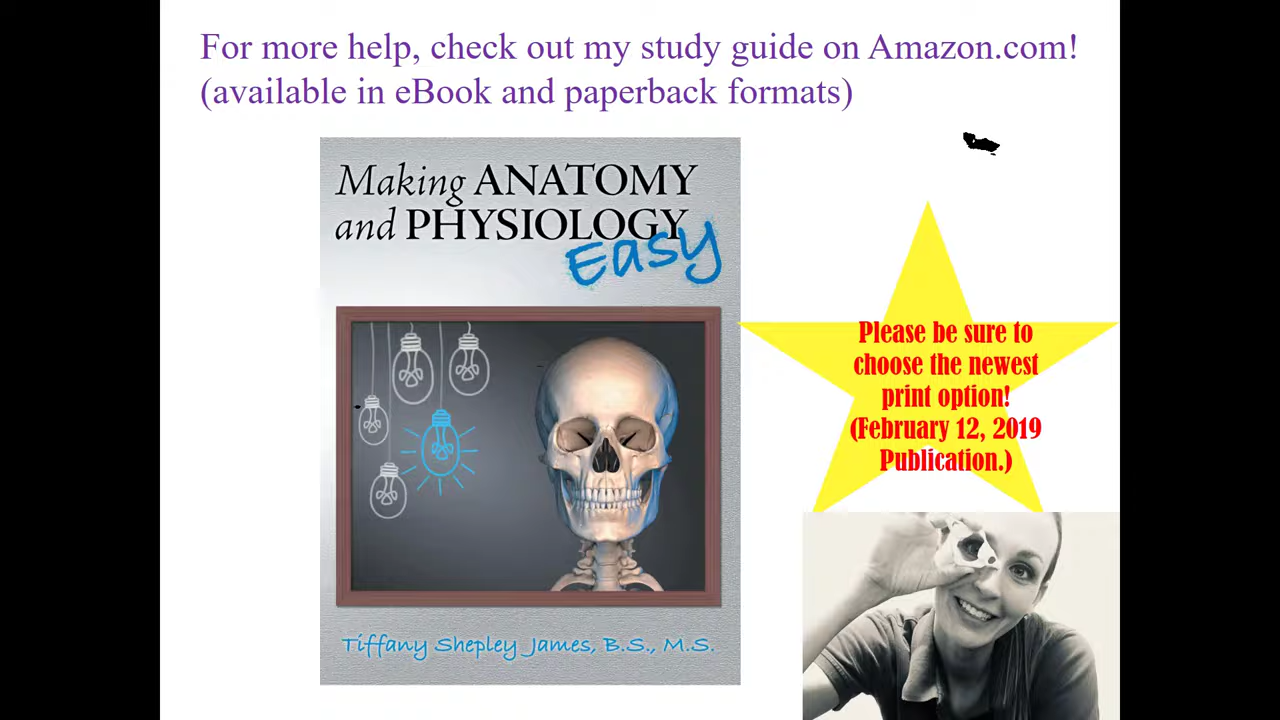 For more help, check out my study guide on Amazon.com!
(available in eBook and paperback formats)
Making ANATOMY
and PHYSIOLOGY
Easy
Tiffany Shepley James, B.S., M.S.
Please be sure to
choose the newest
print option!
(February 12, 2019
Publication.)